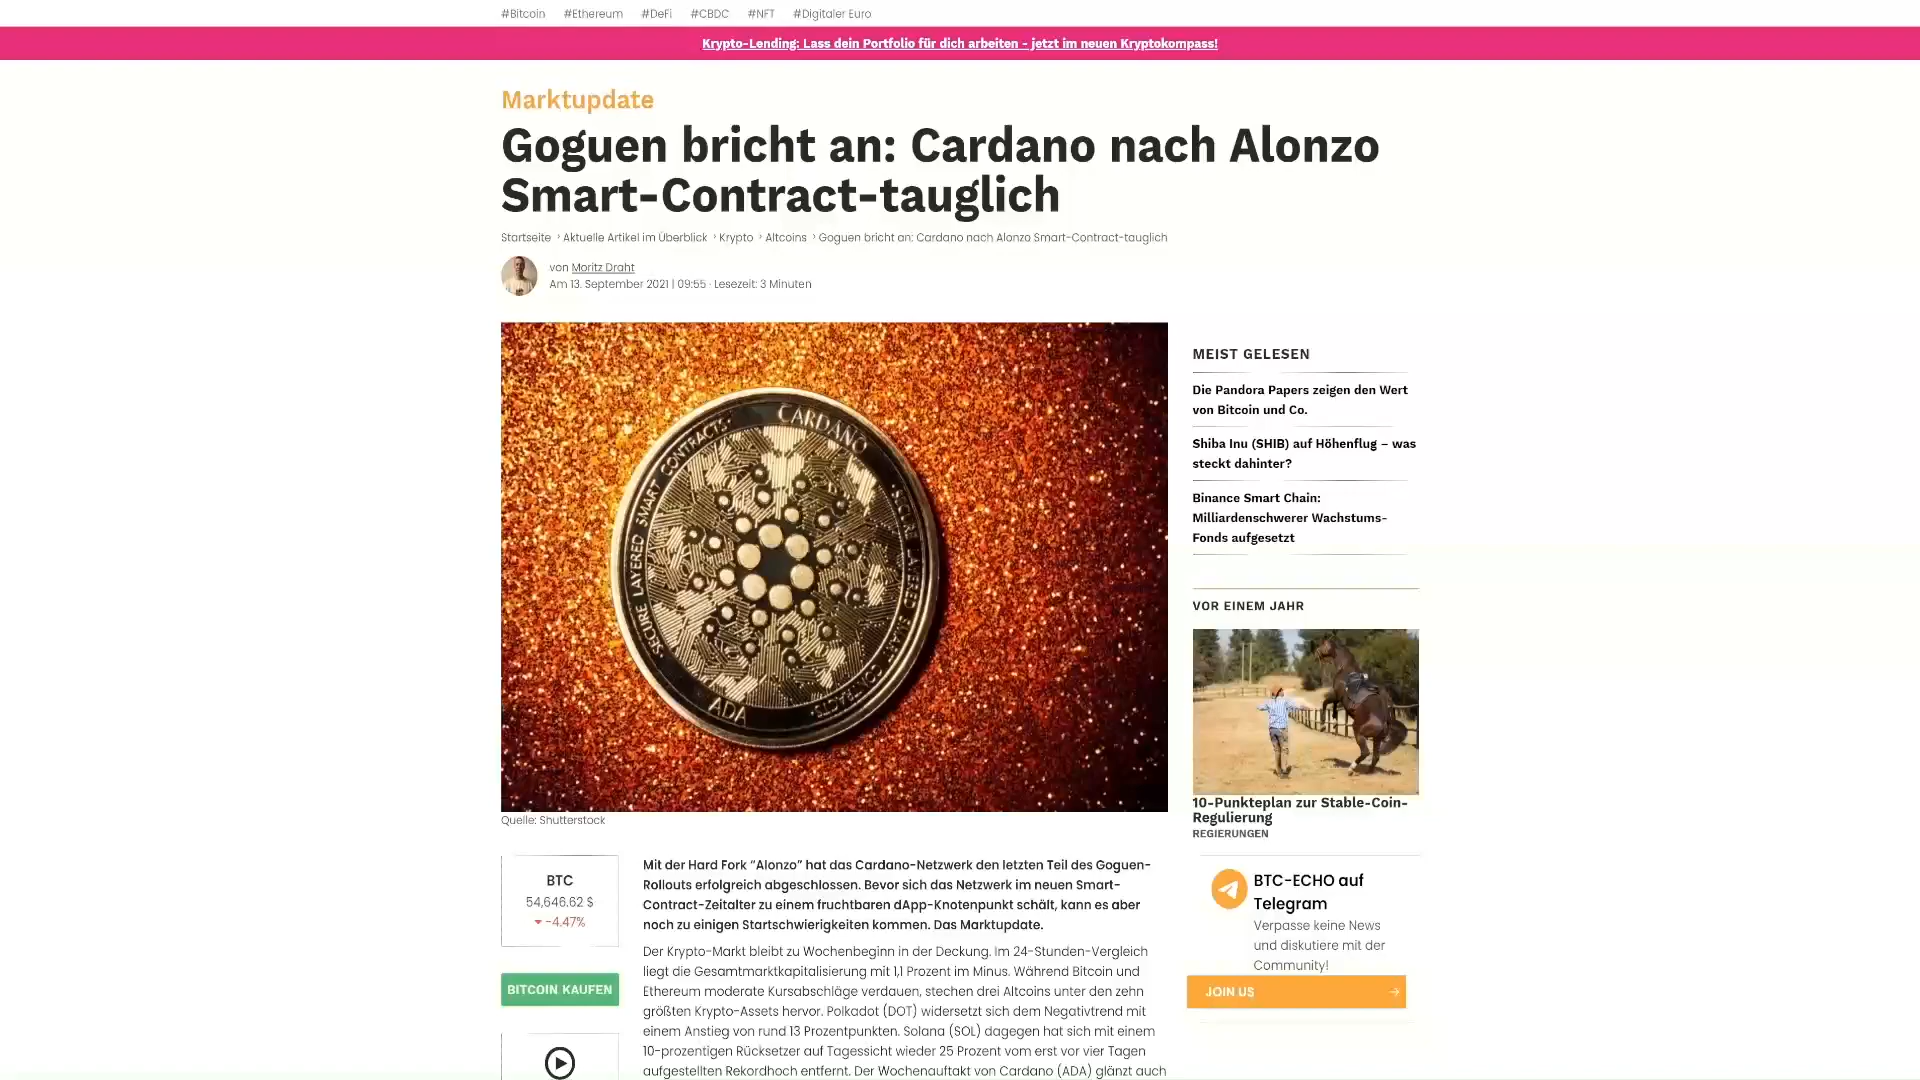 #Bitcoin #Ethereum #DeFi #CBDC #NFT #Digitaler Euro
Krypto-Lending: Lass dein Portfolio für dich arbeiten - jetzt im neuen Kryptokompass!
Marktupdate
Goguen bricht an: Cardano nach Alonzo
Smart-Contract-tauglich
Startseite › Aktuelle Artikel im Überblick › Krypto › Altcoins › Goguen bricht an: Cardano nach Alonzo Smart-Contract-tauglich
von Moritz Draht
Am 13. September 2021 | 09:55 · Lesezeit: 3 Minuten
CARDANO
SECURE LAYERED SMART CONTRACTS
SECURE LAYERED SMART CONTRACTS
ADA
Quelle: Shutterstock
BTC
54,646.62 $
-4.47%
BITCOIN KAUFEN
Mit der Hard Fork “Alonzo” hat das Cardano-Netzwerk den letzten Teil des Goguen-
Rollouts erfolgreich abgeschlossen. Bevor sich das Netzwerk im neuen Smart-
Contract-Zeitalter zu einem fruchtbaren dApp-Knotenpunkt schält, kann es aber
noch zu einigen Startschwierigkeiten kommen. Das Marktupdate.
Der Krypto-Markt bleibt zu Wochenbeginn in der Deckung. Im 24-Stunden-Vergleich
liegt die Gesamtmarktkapitalisierung mit 1,1 Prozent im Minus. Während Bitcoin und
Ethereum moderate Kursabschläge verdauen, stechen drei Altcoins unter den zehn
größten Krypto-Assets hervor. Polkadot (DOT) widersetzt sich dem Negativtrend mit
einem Anstieg von rund 13 Prozentpunkten. Solana (SOL) dagegen hat sich mit einem
10-prozentigen Rücksetzer auf Tagessicht wieder 25 Prozent vom erst vor vier Tagen
aufgestellten Rekordhoch entfernt. Der Wochenauftakt von Cardano (ADA) glänzt auch
MEIST GELESEN
Die Pandora Papers zeigen den Wert
von Bitcoin und Co.
Shiba Inu (SHIB) auf Höhenflug – was
steckt dahinter?
Binance Smart Chain:
Milliardenschwerer Wachstums-
Fonds aufgesetzt
VOR EINEM JAHR
10-Punkteplan zur Stable-Coin-
Regulierung
REGIERUNGEN
BTC-ECHO auf
Telegram
Verpasse keine News
und diskutiere mit der
Community!
JOIN US →